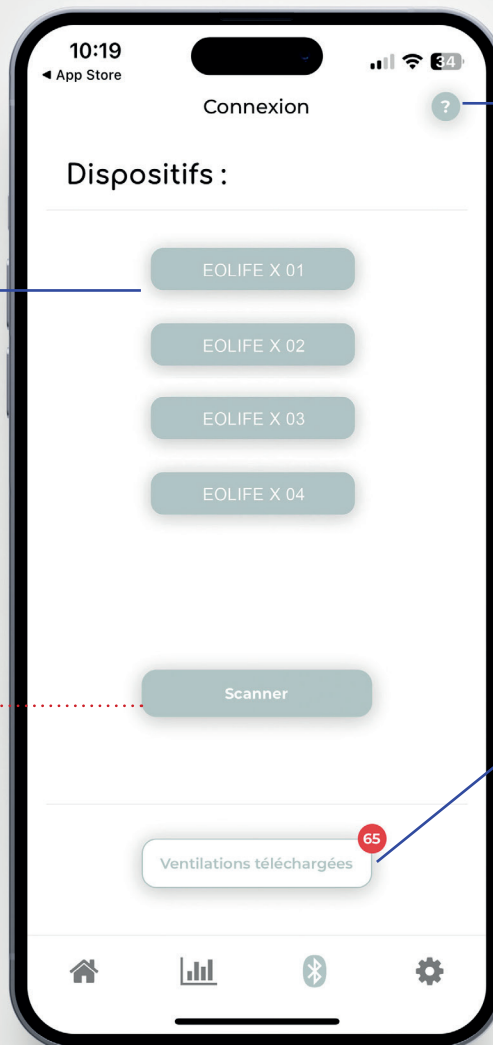 10:19
34
◀ App Store
Connexion
?
Dispositifs :
EOLIFE X 01
EOLIFE X 02
EOLIFE X 03
EOLIFE X 04
Scanner
65
Ventilations téléchargées